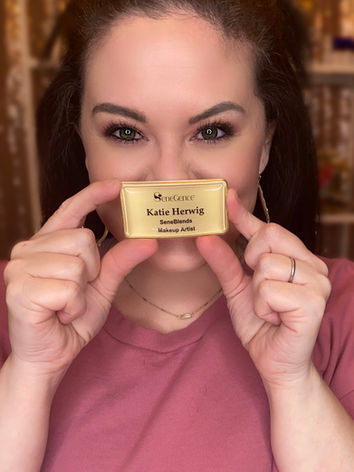 SeneGence
Katie Herwig
SeneBlends
Makeup Artist